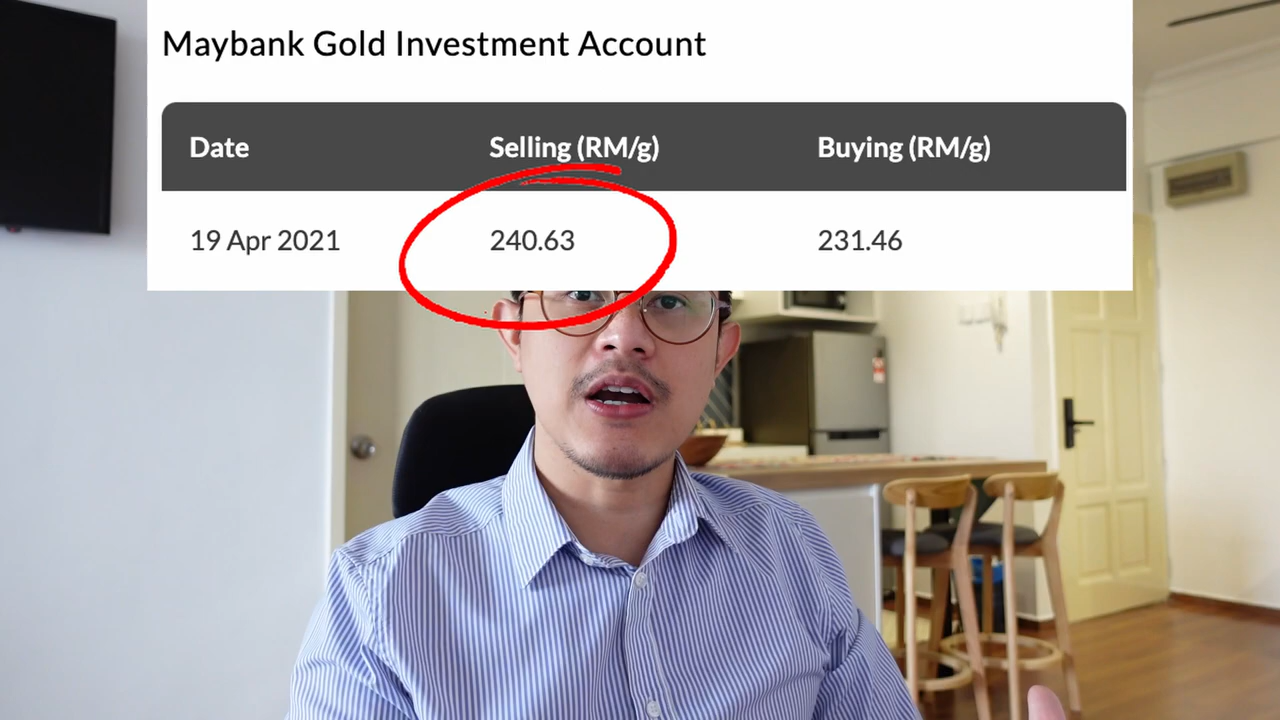 Maybank Gold Investment Account
Date Selling (RM/g) Buying (RM/g)
19 Apr 2021 240.63 231.46